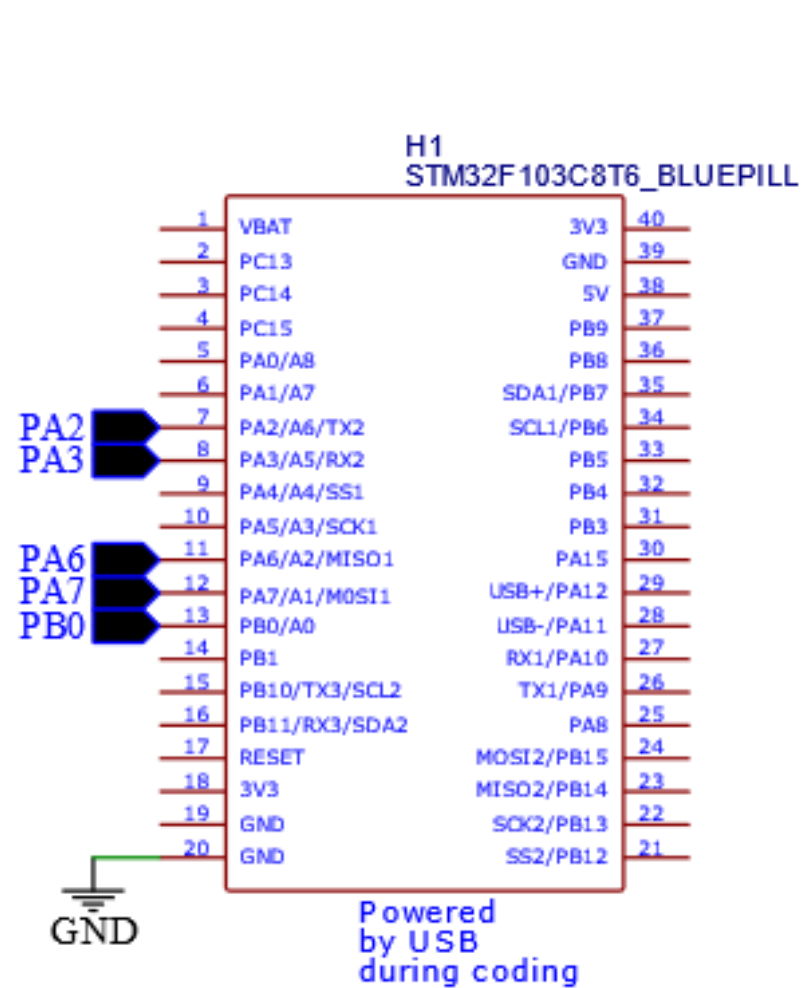 H1
STM32F103C8T6_BLUEPILL
1 VBAT 3V3 40
2 PC13 GND 39
3 PC14 5V 38
4 PC15 PB9 37
5 PA0/A8 PB8 36
6 PA1/A7 SDA1/PB7 35
PA2 7 PA2/A6/TX2 SCL1/PB6 34
PA3 8 PA3/A5/RX2 PB5 33
9 PA4/A4/SS1 PB4 32
10 PA5/A3/SCK1 PB3 31
PA6 11 PA6/A2/MISO1 PA15 30
PA7 12 PA7/A1/M0SI1 USB+/PA12 29
PB0 13 PB0/A0 USB-/PA11 28
14 PB1 RX1/PA10 27
15 PB10/TX3/SCL2 TX1/PA9 26
16 PB11/RX3/SDA2 PA8 25
17 RESET MOSI2/PB15 24
18 3V3 MISO2/PB14 23
19 GND SCK2/PB13 22
20 GND SS2/PB12 21
GND
Powered
by USB
during coding